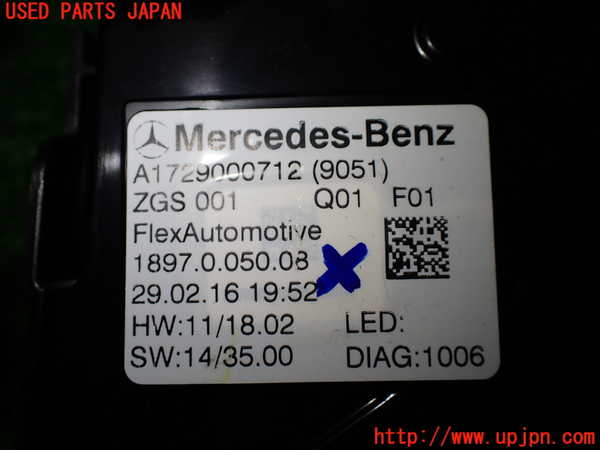 USED PARTS JAPAN
Mercedes-Benz
A1729000712 (9051)
ZGS 001 Q01 F01
FlexAutomotive
1897.0.050.08
29.02.16 19:52
HW:11/18.02 LED:
SW:14/35.00 DIAG:1006
http://www.upjpn.com/